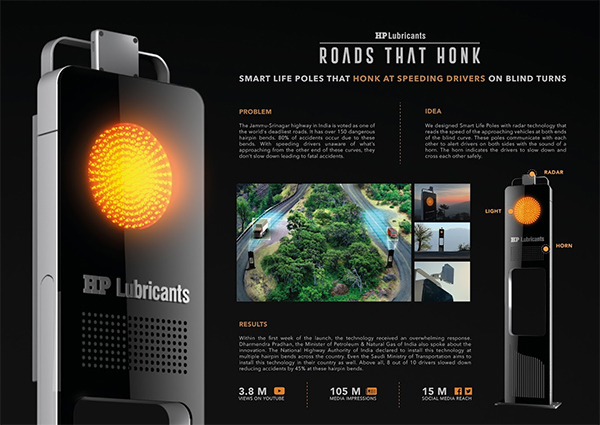 HP Lubricants
ROADS THAT HONK
SMART LIFE POLES THAT HONK AT SPEEDING DRIVERS ON BLIND TURNS
PROBLEM
The Jammu-Srinagar highway in India is voted as one of
the world's deadliest roads. It has over 150 dangerous
hairpin bends. 80% of accidents occur due to these
bends. With speeding drivers unaware of what's
approaching from the other end of these curves, they
don't slow down leading to fatal accidents.
IDEA
We designed Smart Life Poles with radar technology that
reads the speed of the approaching vehicles at both ends
of the blind curve. These poles communicate with each
other to alert drivers on both sides with the sound of a
horn. The horn indicates the drivers to slow down and
cross each other safely.
RADAR
LIGHT
HP Lubricants
HORN
HP Lubricants
RESULTS
Within the first week of the launch, the technology received an overwhelming response.
Dharmendra Pradhan, the Minister of Petroleum & Natural Gas of India also spoke about the
innovation. The National Highway Authority of India declared to install this technology at
multiple hairpin bends across the country. Even the Saudi Ministry of Transportation aims to
install this technology in their country as well. Above all, 8 out of 10 drivers slowed down
reducing accidents by 45% at these hairpin bends.
3.8 M
VIEWS ON YOUTUBE
105 M
MEDIA IMPRESSIONS
15 M
SOCIAL MEDIA REACH